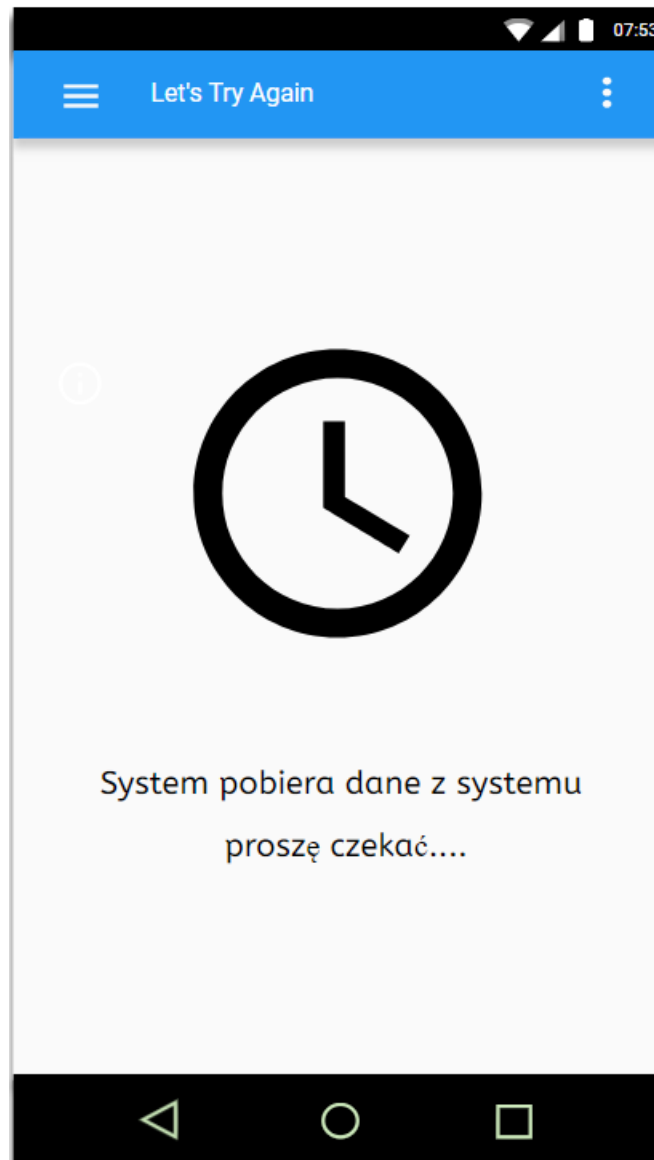 07:53
Let's Try Again
System pobiera dane z systemu
proszę czekać....